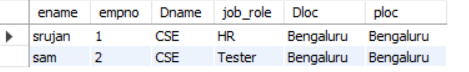 ename empno Dname job_role Dloc ploc
srujan 1 CSE HR Bengaluru Bengaluru
sam 2 CSE Tester Bengaluru Bengaluru